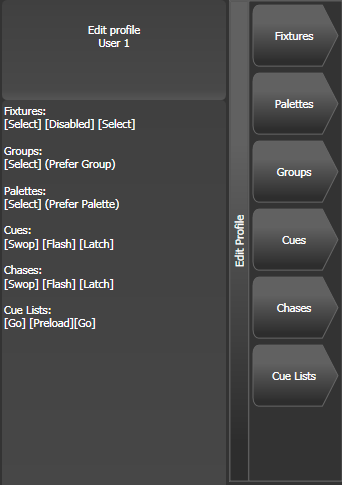 Edit profile
User 1
Fixtures:
[Select] [Disabled] [Select]
Groups:
[Select] (Prefer Group)
Palettes:
[Select] (Prefer Palette)
Cues:
[Swop] [Flash] [Latch]
Chases:
[Swop] [Flash] [Latch]
Cue Lists:
[Go] [Preload][Go]
Edit Profile
Fixtures
Palettes
Groups
Cues
Chases
Cue Lists